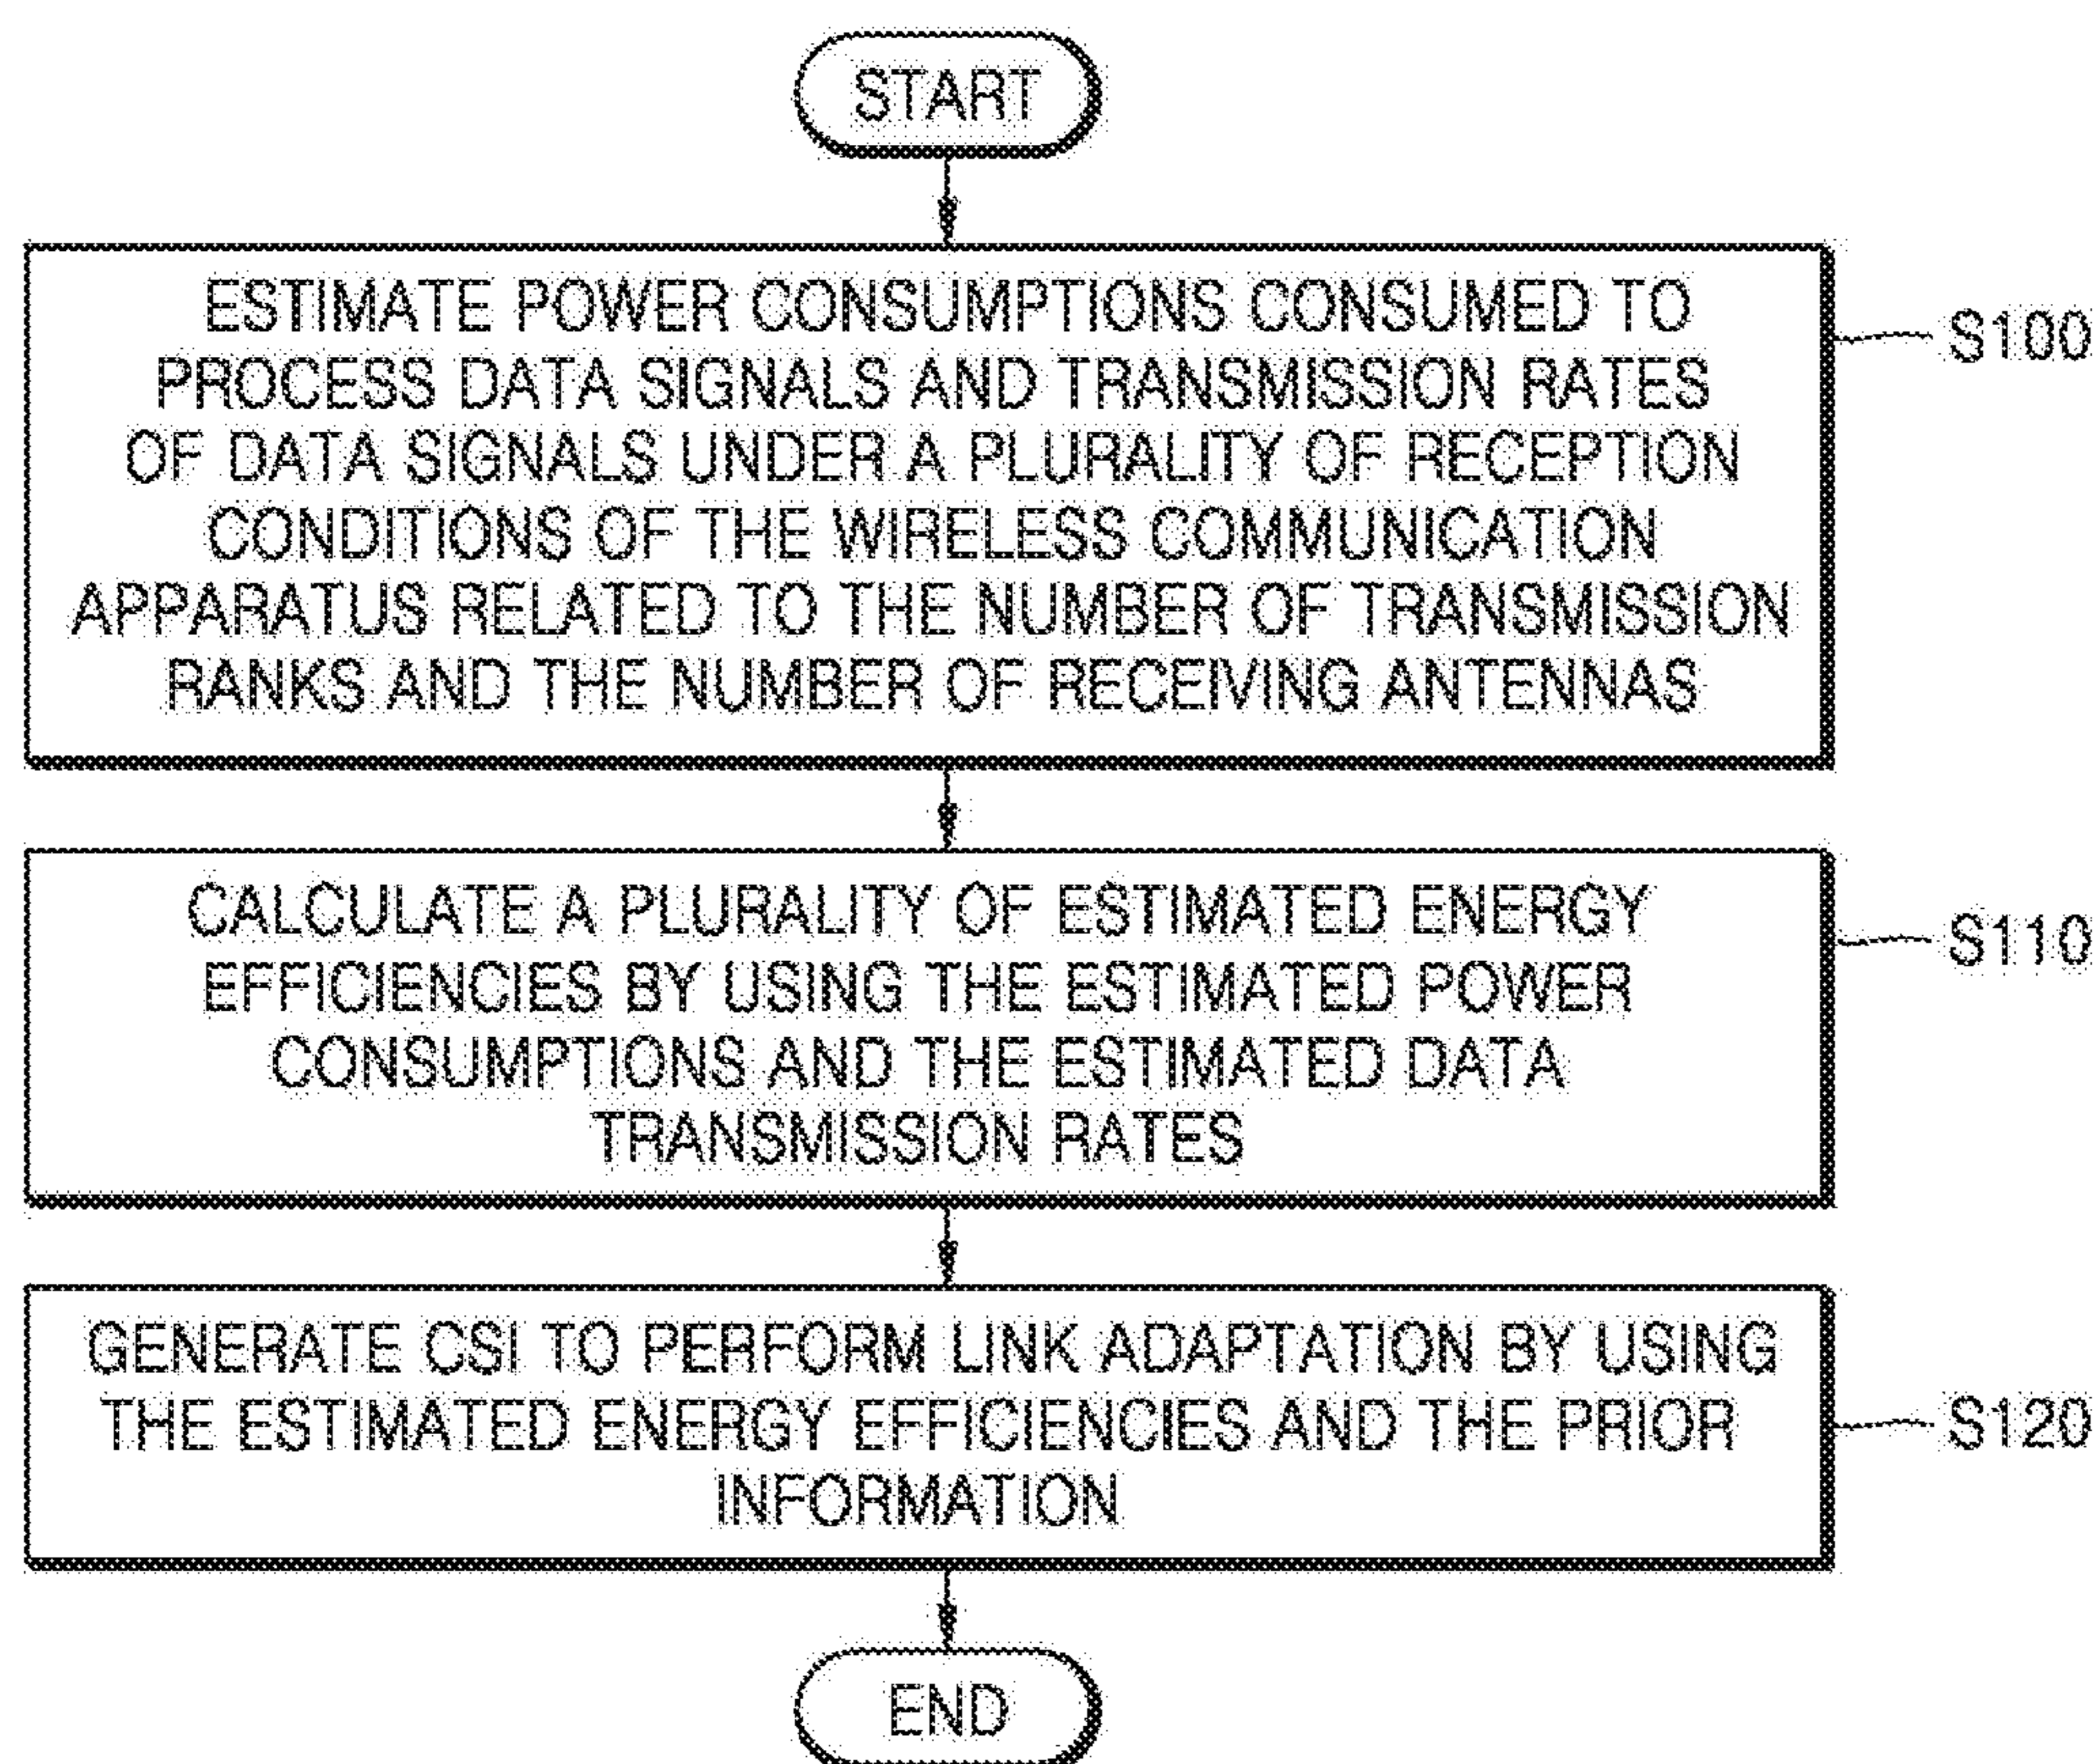 START
ESTIMATE POWER CONSUMPTIONS CONSUMED TO
PROCESS DATA SIGNALS AND TRANSMISSION RATES
OF DATA SIGNALS UNDER A PLURALITY OF RECEPTION
CONDITIONS OF THE WIRELESS COMMUNICATION
APPARATUS RELATED TO THE NUMBER OF TRANSMISSION
RANKS AND THE NUMBER OF RECEIVING ANTENNAS
S100
CALCULATE A PLURALITY OF ESTIMATED ENERGY
EFFICIENCIES BY USING THE ESTIMATED POWER
CONSUMPTIONS AND THE ESTIMATED DATA
TRANSMISSION RATES
S110
GENERATE CSI TO PERFORM LINK ADAPTATION BY USING
THE ESTIMATED ENERGY EFFICIENCIES AND THE PRIOR
INFORMATION
S120
END